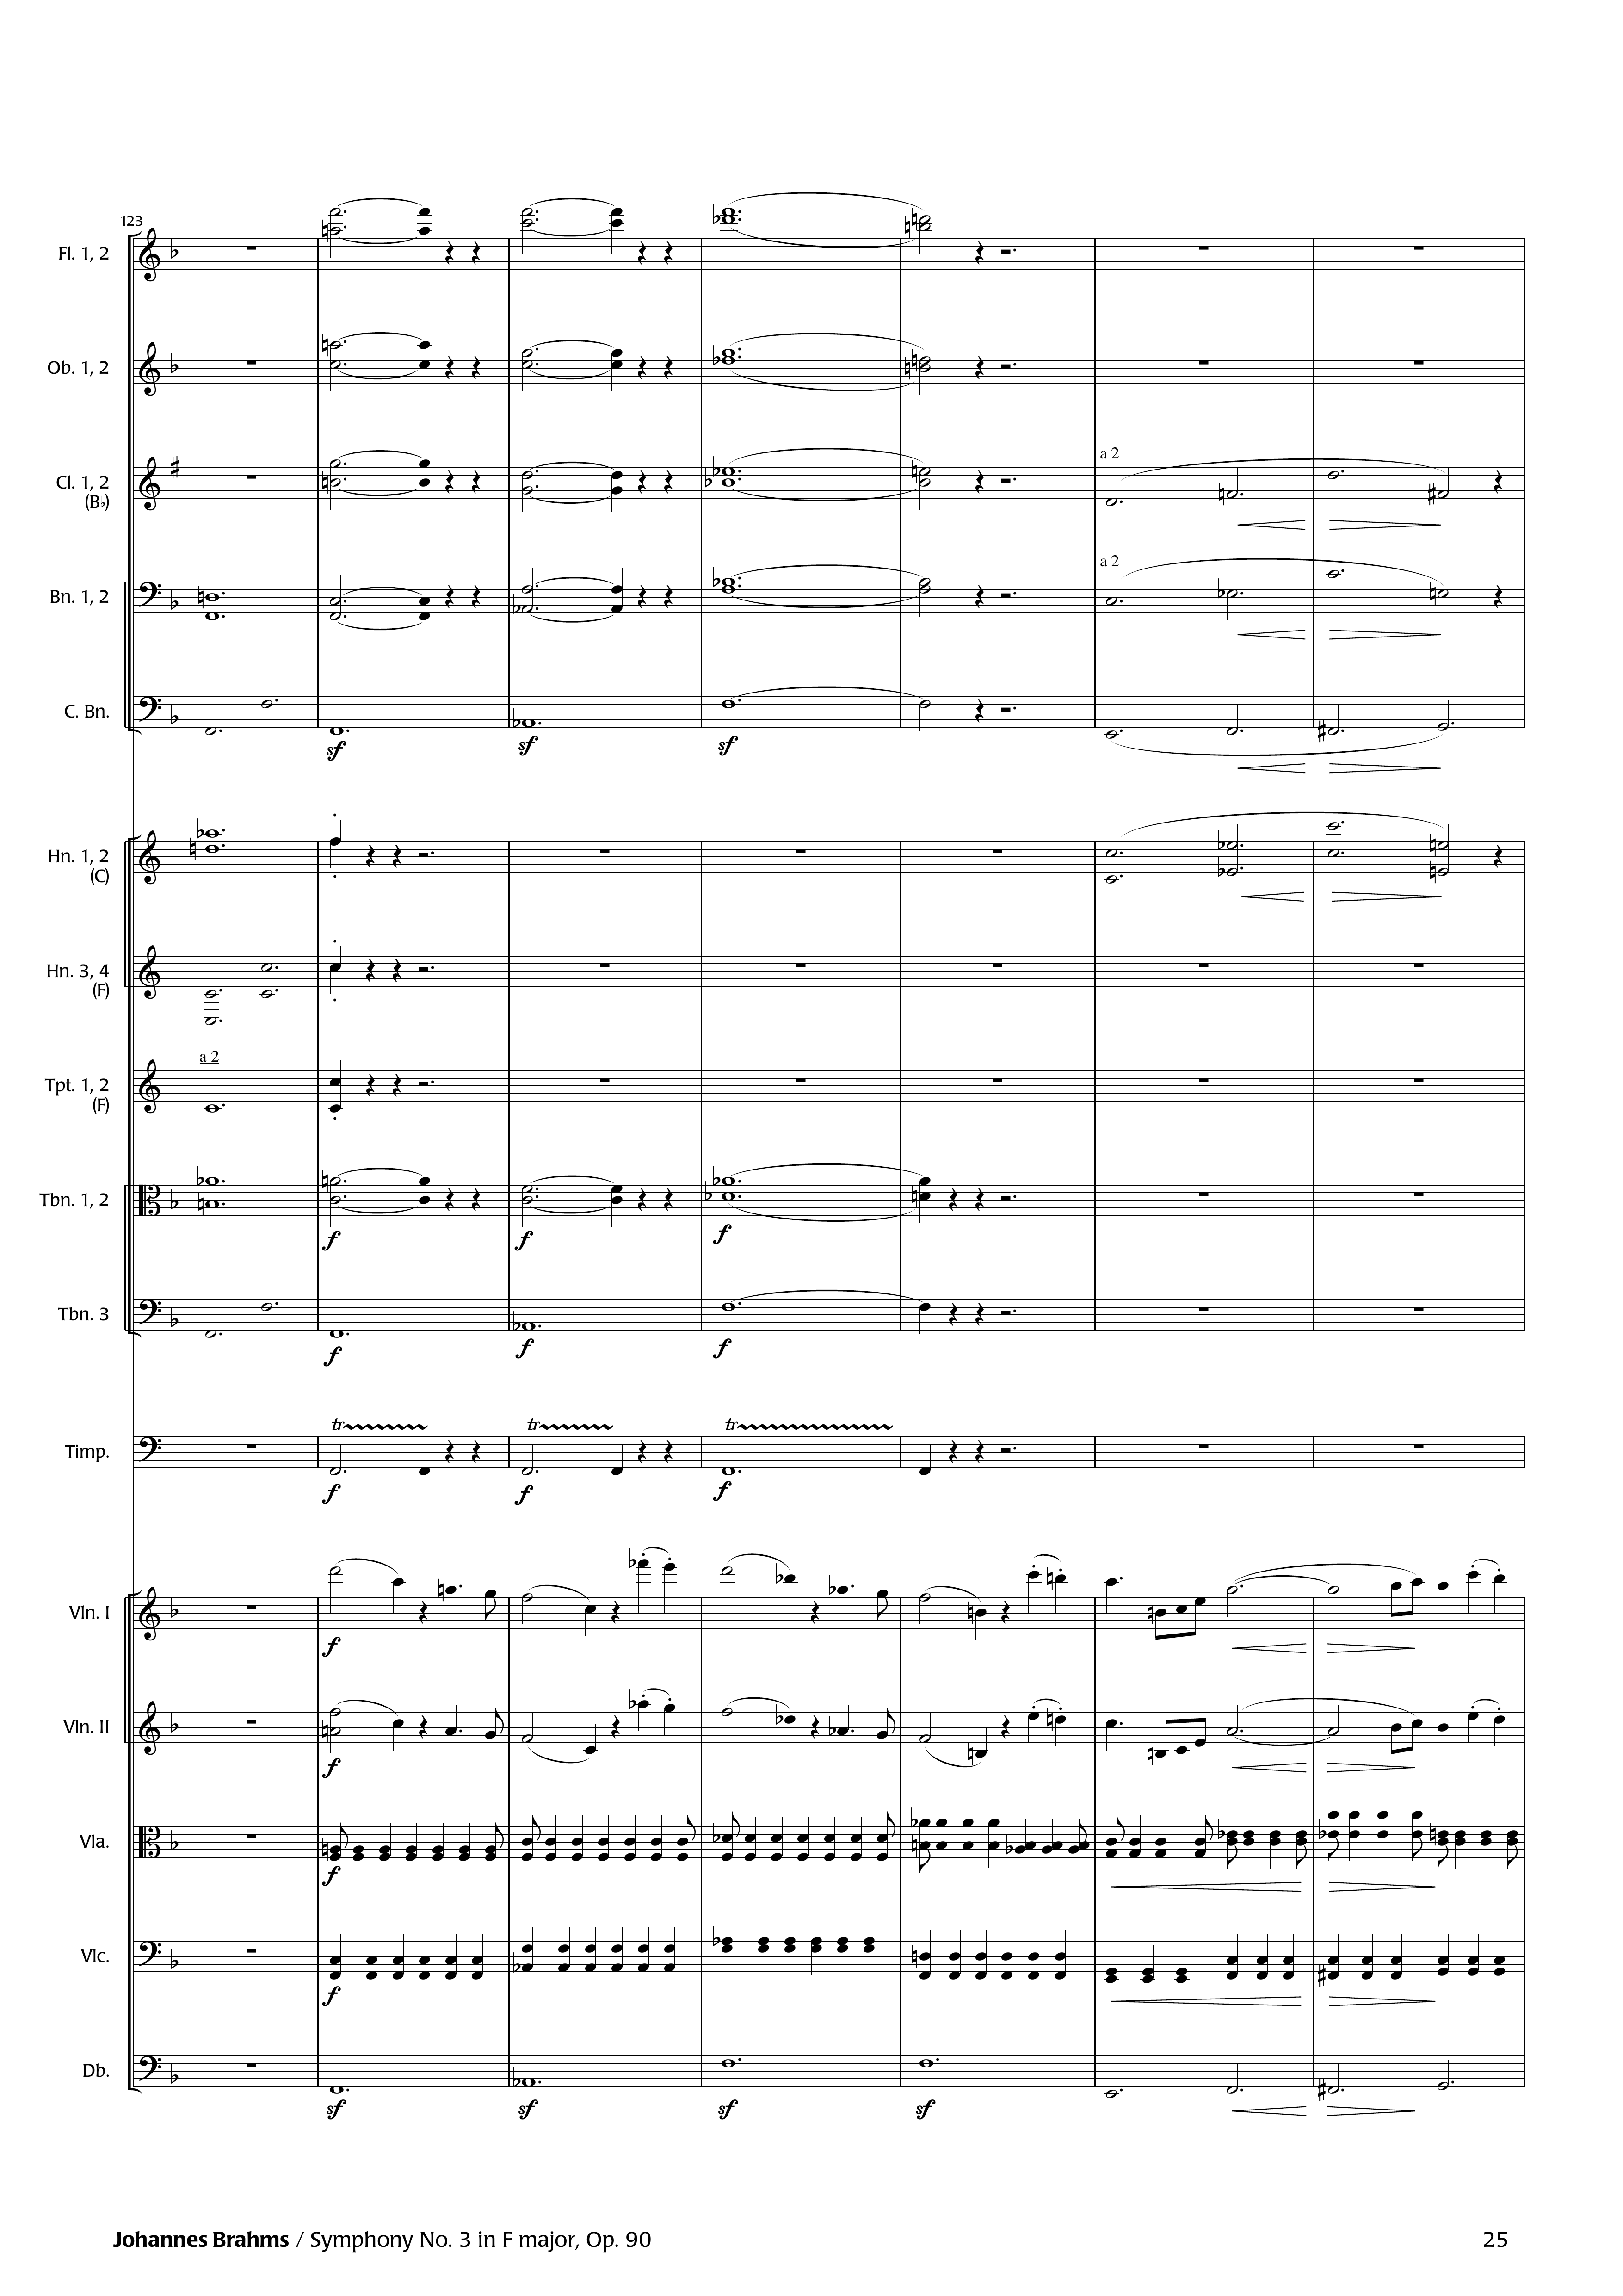 123
Fl. 1, 2
Ob. 1, 2
Cl. 1, 2
(B♭)
a 2
Bn. 1, 2
a 2
C. Bn.
sf sf sf
Hn. 1, 2
(C)
Hn. 3, 4
(F)
a 2
Tpt. 1, 2
(F)
Tbn. 1, 2
f f f
Tbn. 3
f f f
tr tr tr
Timp.
f f f
Vln. I
f
Vln. II
f
Vla.
f
Vlc.
f
Db.
sf sf sf sf
Johannes Brahms / Symphony No. 3 in F major, Op. 90 25